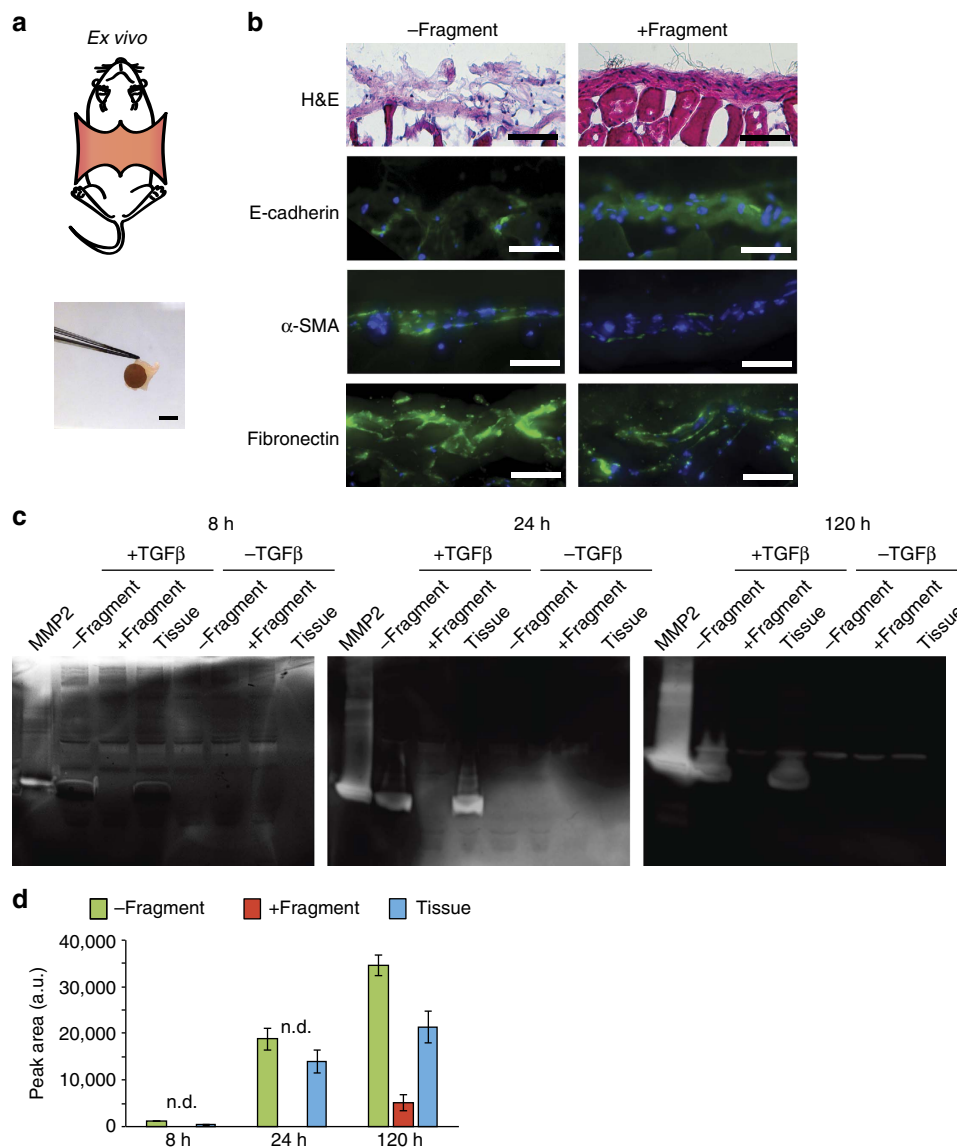 a
Ex vivo
b
–Fragment +Fragment
H&E
E-cadherin
α-SMA
Fibronectin
c
8 h 24 h 120 h
+TGFβ –TGFβ +TGFβ –TGFβ +TGFβ –TGFβ
MMP2 –Fragment +Fragment Tissue –Fragment +Fragment Tissue MMP2 –Fragment +Fragment Tissue –Fragment +Fragment Tissue MMP2 –Fragment +Fragment Tissue –Fragment +Fragment Tissue
d
–Fragment +Fragment Tissue
Peak area (a.u.)
40,000
30,000
20,000
10,000
0
n.d. n.d.
8 h 24 h 120 h